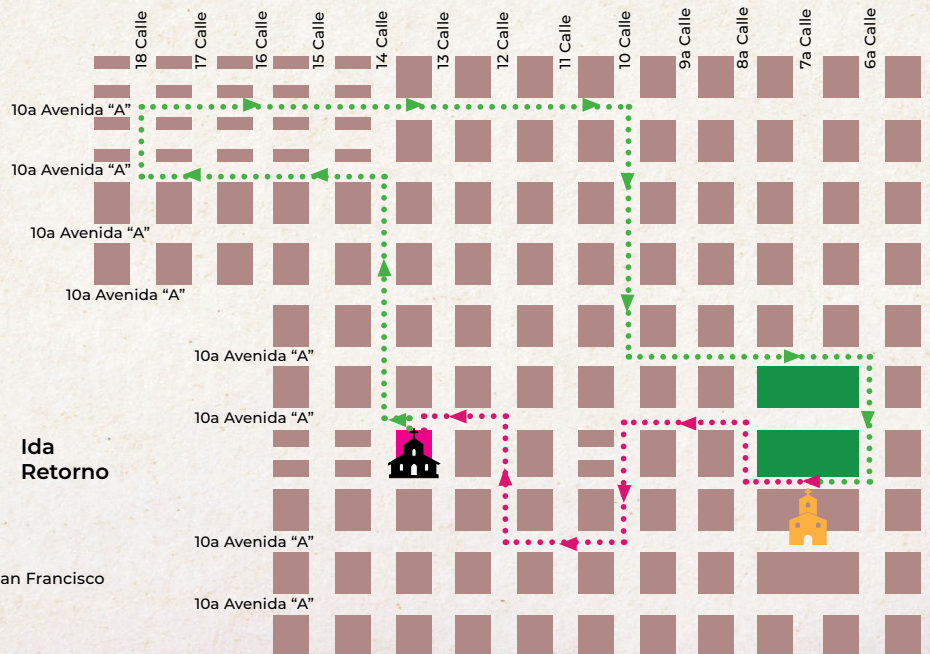 18 Calle
17 Calle
16 Calle
15 Calle
14 Calle
13 Calle
12 Calle
11 Calle
10 Calle
9a Calle
8a Calle
7a Calle
6a Calle
10a Avenida “A”
10a Avenida “A”
10a Avenida “A”
10a Avenida “A”
10a Avenida “A”
10a Avenida “A”
Ida
Retorno
10a Avenida “A”
an Francisco
10a Avenida “A”